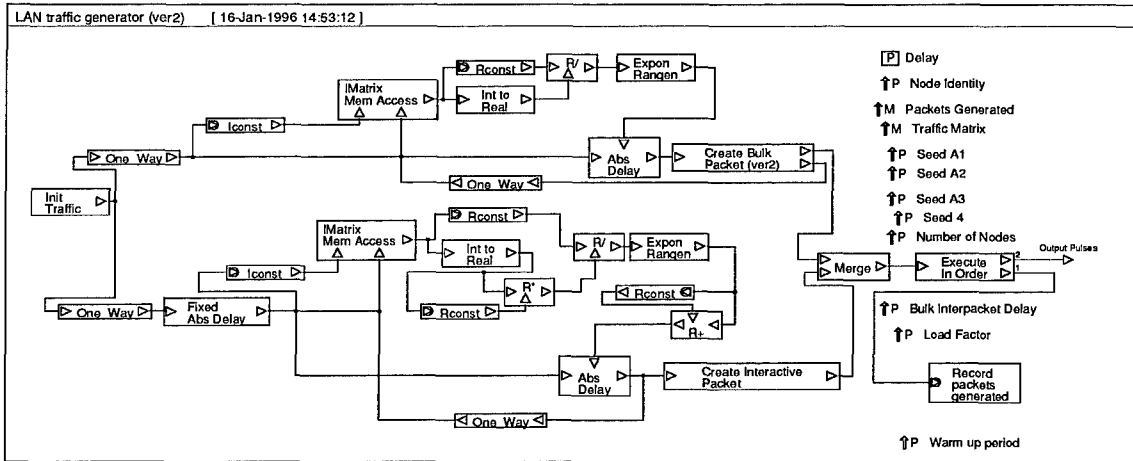 LAN traffic generator (ver2) [ 16-Jan-1996 14:53:12 ]
Rconst
R/
Expon
Rangen
IMatrix
Mem Access
Int to
Real
Iconst
One Way
Abs
Delay
Create Bulk
Packet (ver2)
One Way
Init
Traffic
IMatrix
Mem Access
Rconst
Int to
Real
R/
Expon
Rangen
Iconst
R*
Rconst
Rconst
R+
One Way
Fixed
Abs Delay
Abs
Delay
Create Interactive
Packet
One Way
P Delay
⇑P Node Identity
⇑M Packets Generated
⇑M Traffic Matrix
⇑P Seed A1
⇑P Seed A2
⇑P Seed A3
⇑P Seed 4
⇑P Number of Nodes
Merge
Execute
In Order
2
1
Output Pulses
⇑P Bulk Interpacket Delay
⇑P Load Factor
Record
packets
generated
⇑P Warm up period